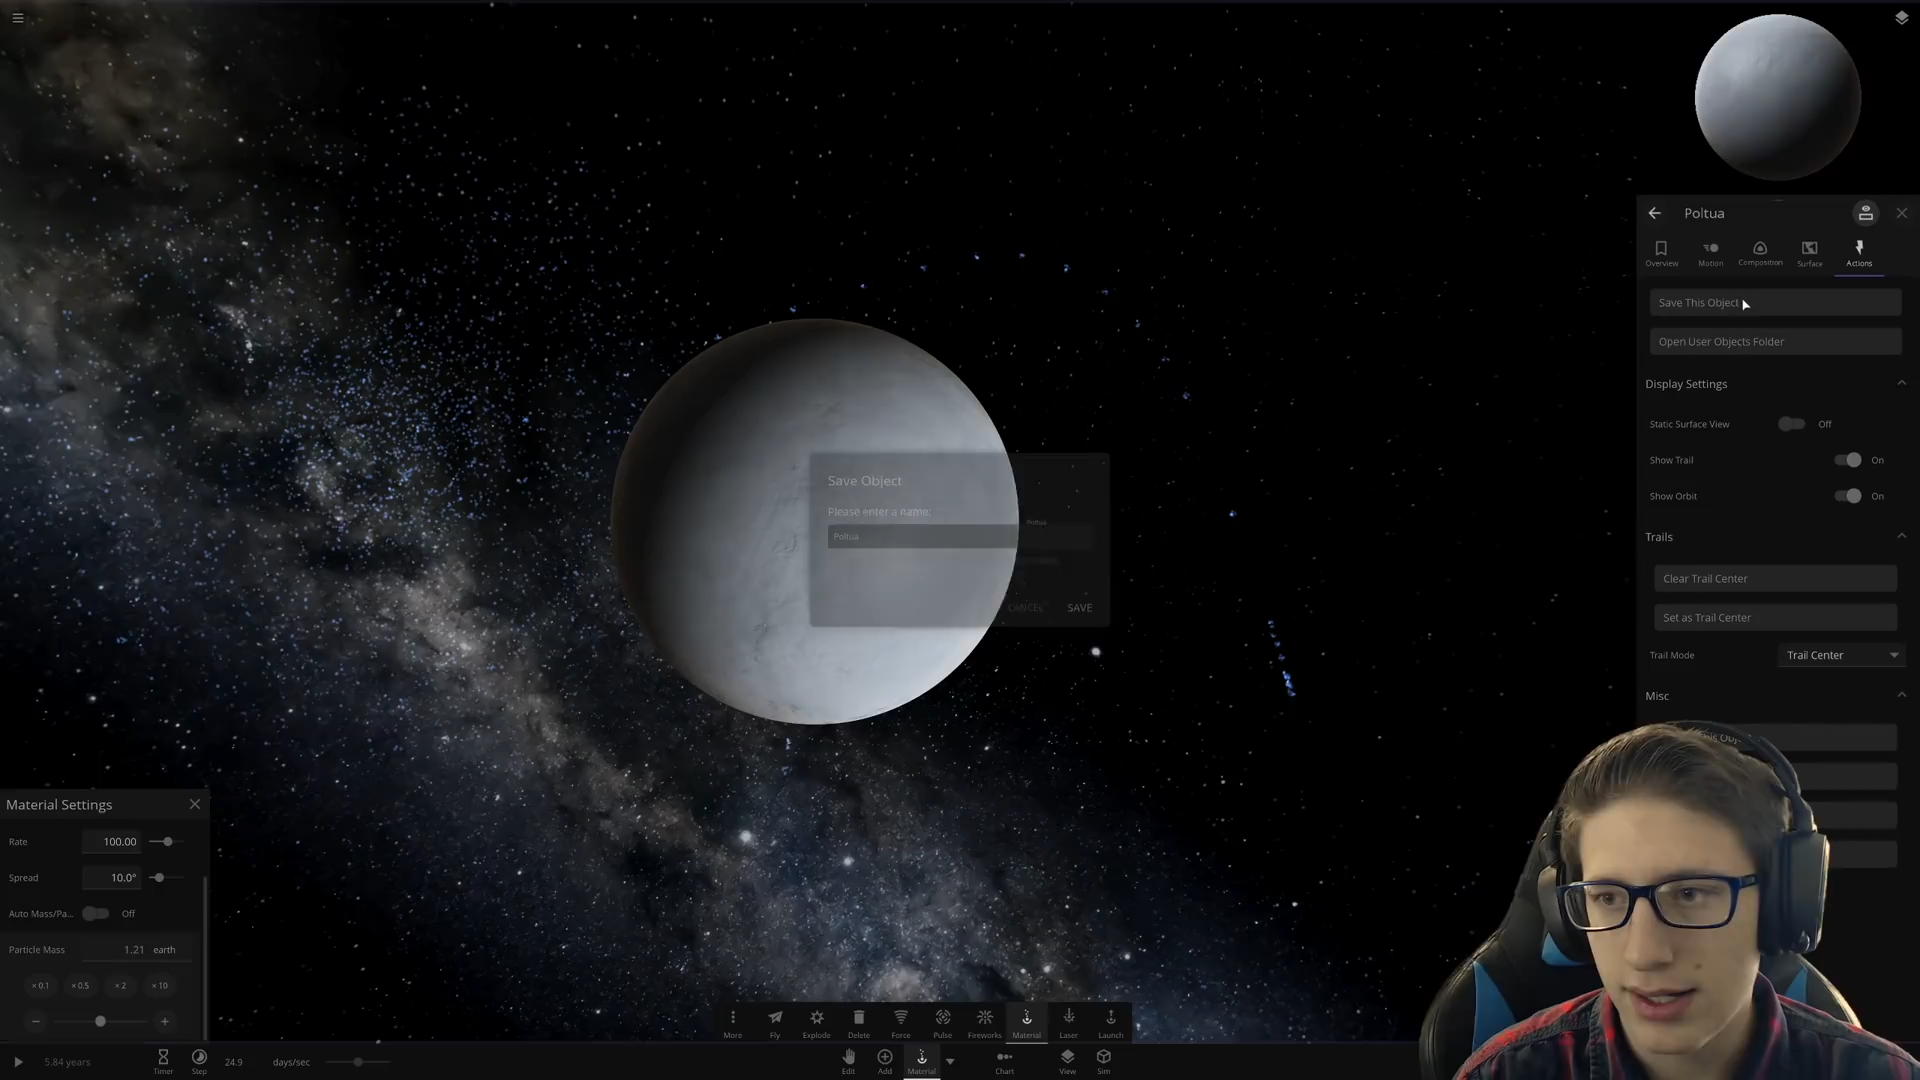 Poltua
Overview
Motion
Composition
Surface
Actions
Save This Object
Open User Objects Folder
Display Settings
Static Surface View
Off
Show Trail
On
Show Orbit
On
Trails
Clear Trail Center
Set as Trail Center
Trail Mode
Trail Center
Misc
Save Object
Please enter a name:
Poltua
Poltua
CANCEL
SAVE
Material Settings
Rate
100.00
Spread
10.0°
Auto Mass/Pa...
Off
Particle Mass
1.21 earth
×0.1
×0.5
×2
×10
More
Fly
Explode
Delete
Force
Pulse
Fireworks
Material
Laser
Launch
5.84 years
Timer
Step
24.9
days/sec
Edit
Add
Material
Chart
View
Sim